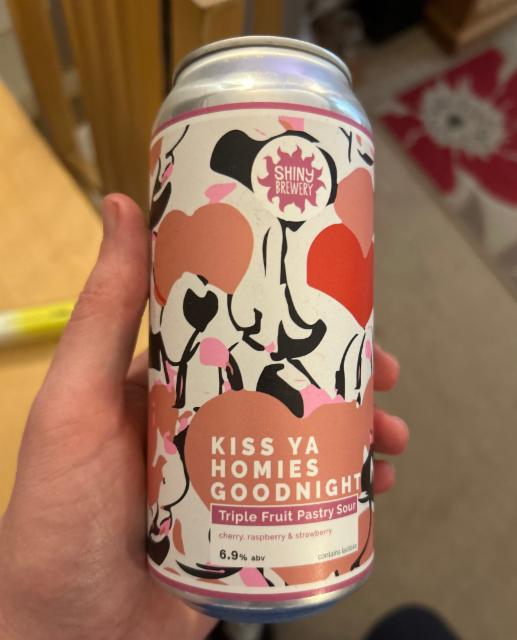 SHINY
BREWERY
KISS YA
HOMIES
GOODNIGHT
Triple Fruit Pastry Sour
cherry, raspberry & strawberry
6.9% abv
contains lactose